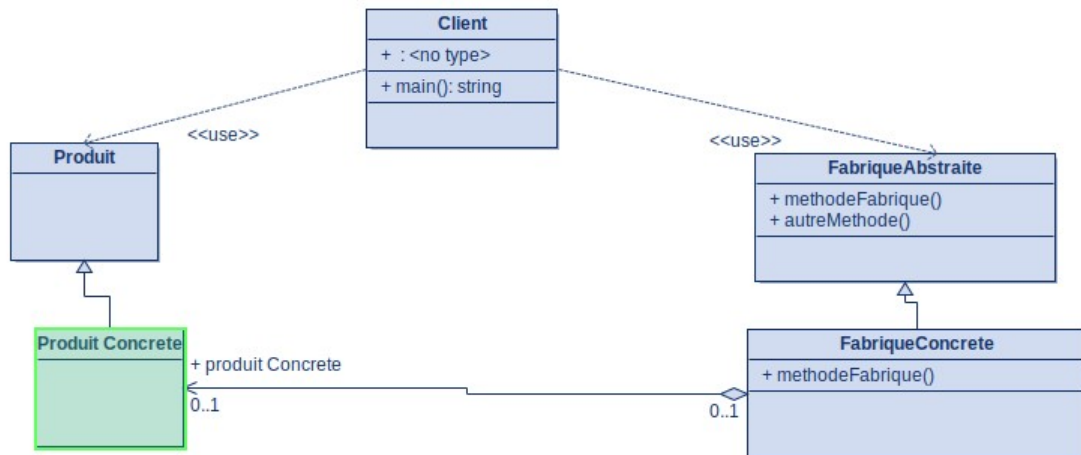 Client
+ : <no type>
+ main(): string
<<use>>
<<use>>
Produit
FabriqueAbstraite
+ methodeFabrique()
+ autreMethode()
Produit Concrete
+ produit Concrete
0..1
0..1
FabriqueConcrete
+ methodeFabrique()